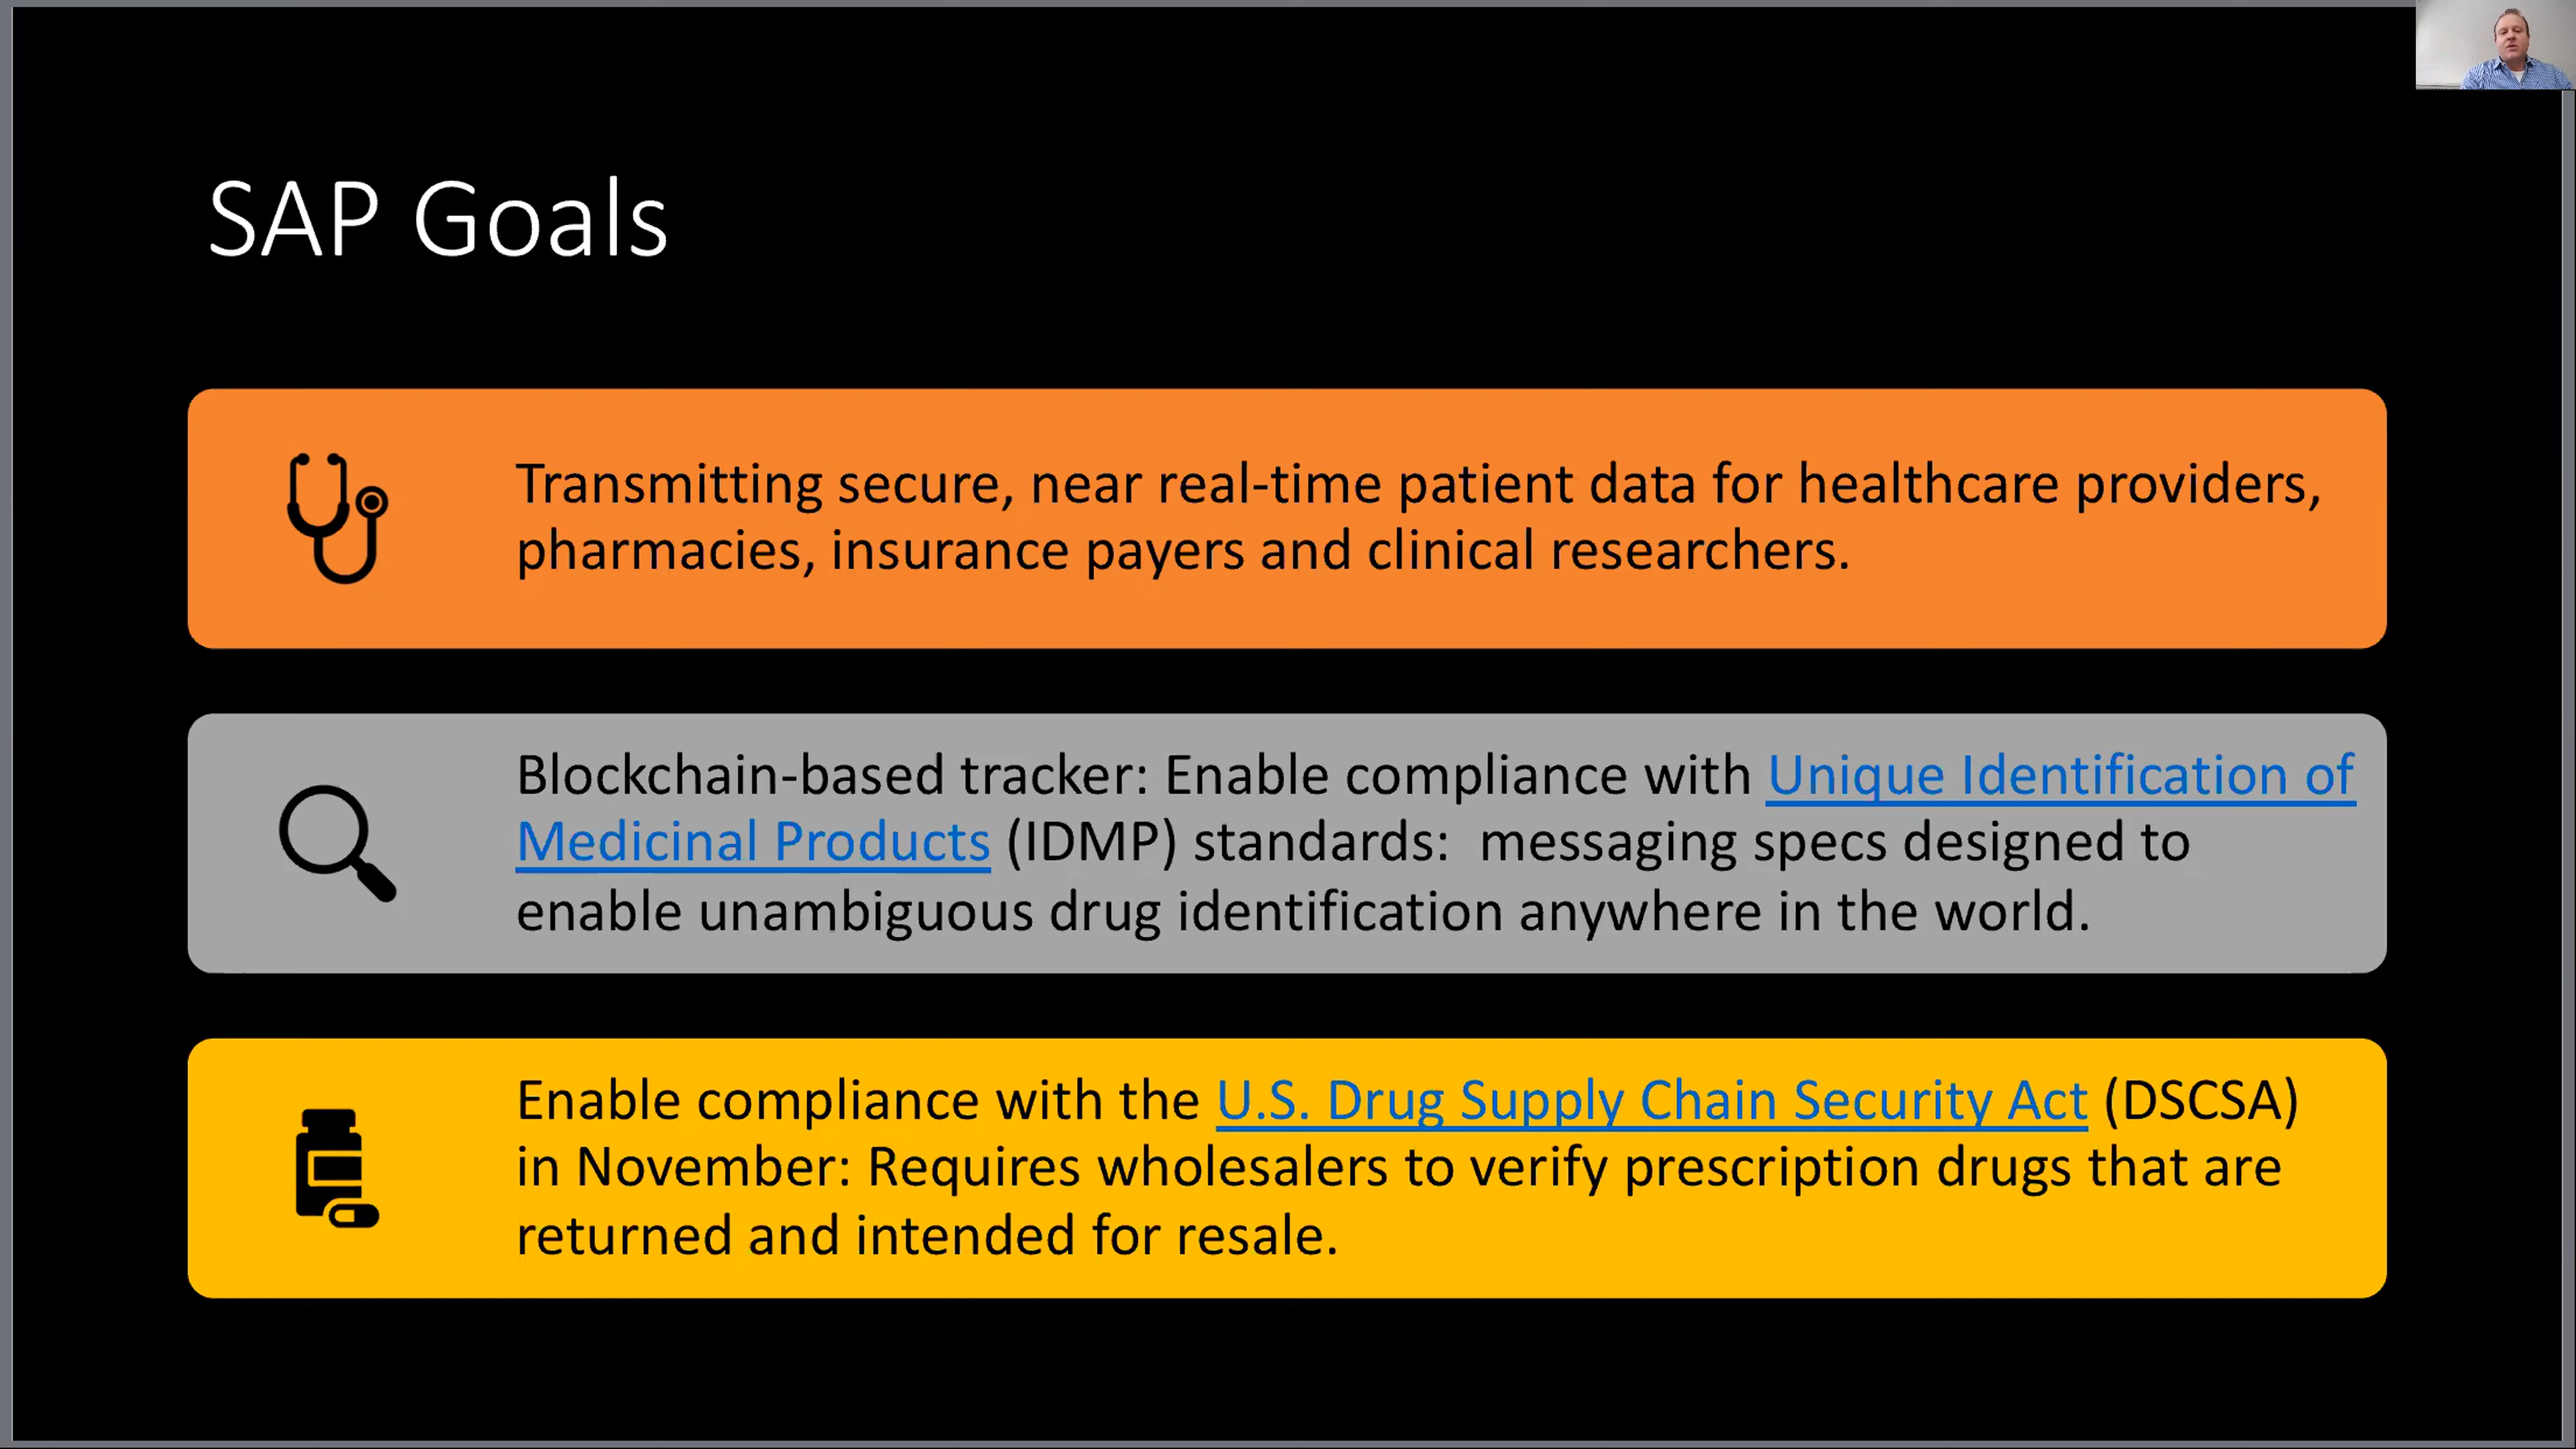 SAP Goals
Transmitting secure, near real-time patient data for healthcare providers,
pharmacies, insurance payers and clinical researchers.
Blockchain-based tracker: Enable compliance with Unique Identification of
Medicinal Products (IDMP) standards:  messaging specs designed to
enable unambiguous drug identification anywhere in the world.
Enable compliance with the U.S. Drug Supply Chain Security Act (DSCSA)
in November: Requires wholesalers to verify prescription drugs that are
returned and intended for resale.